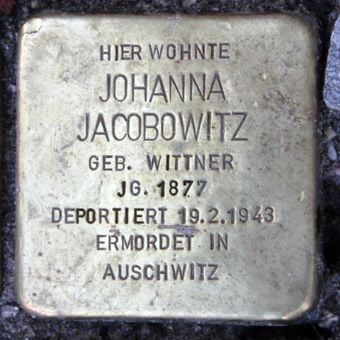 HIER WOHNTE
JOHANNA
JACOBOWITZ
GEB. WITTNER
JG. 1877
DEPORTIERT 19.2.1943
ERMORDET IN
AUSCHWITZ